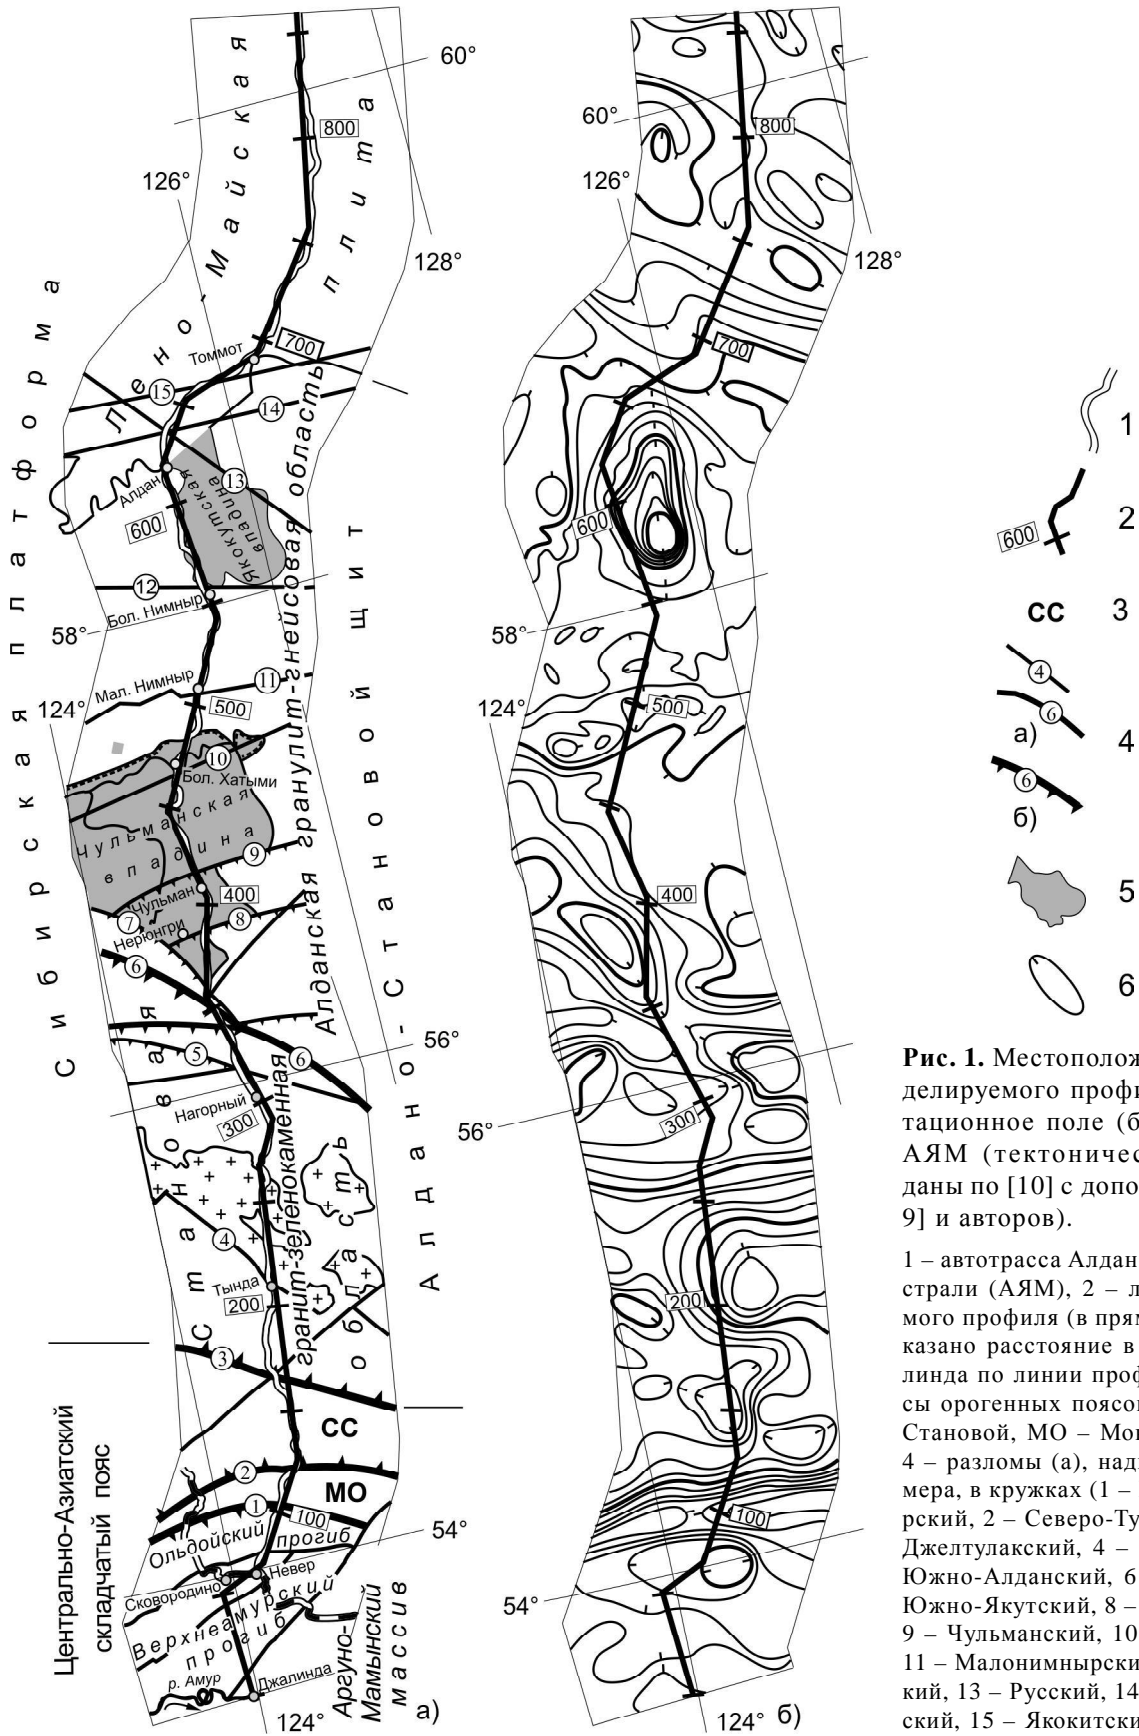 60°
800
126°
128°
Лено-Майская плита
700
Томмот
15
14
13
Алдан
600
Якокутская впадина
12
Бол. Нимныр
58°
11
Мал. Нимныр
124°
500
10
Бол. Хатыми
Чульманская впадина
9
Чульман
400
7
8
Нерюнгри
6
56°
5
6
Нагорный
300
4
Тында
200
3
СС
2
МО
1
100
54°
Ольдойский прогиб
Невер
Сковородино
Верхнеамурский прогиб
р. Амур
Джалинда
124°
а)
Сибирская платформа
Алданская гранулит-гнейсовая область
Алдано-Становой щит
Становая гранит-зеленокаменная область
Центрально-Азиатский складчатый пояс
Аргуно-Мамынский массив
60°
800
126°
128°
700
600
58°
124°
500
400
56°
300
200
100
54°
124°
б)
1
600
2
СС
3
4
6
а)
4
6
б)
5
6
Рис. 1. Местополож
делируемого профи
тационное поле (б
АЯМ (тектоничес
даны по [10] с допо
9] и авторов).
1 – автотрасса Алдан
страли (АЯМ), 2 – л
мого профиля (в прям
казано расстояние в
линда по линии проф
сы орогенных поясо
Становой, МО – Мон
4 – разломы (а), надв
мера, в кружках (1 –
рский, 2 – Северо-Ту
Джелтулакский, 4 –
Южно-Алданский, 6
Южно-Якутский, 8 –
9 – Чульманский, 10
11 – Малонимнырски
кий, 13 – Русский, 14
ский, 15 – Якокитски